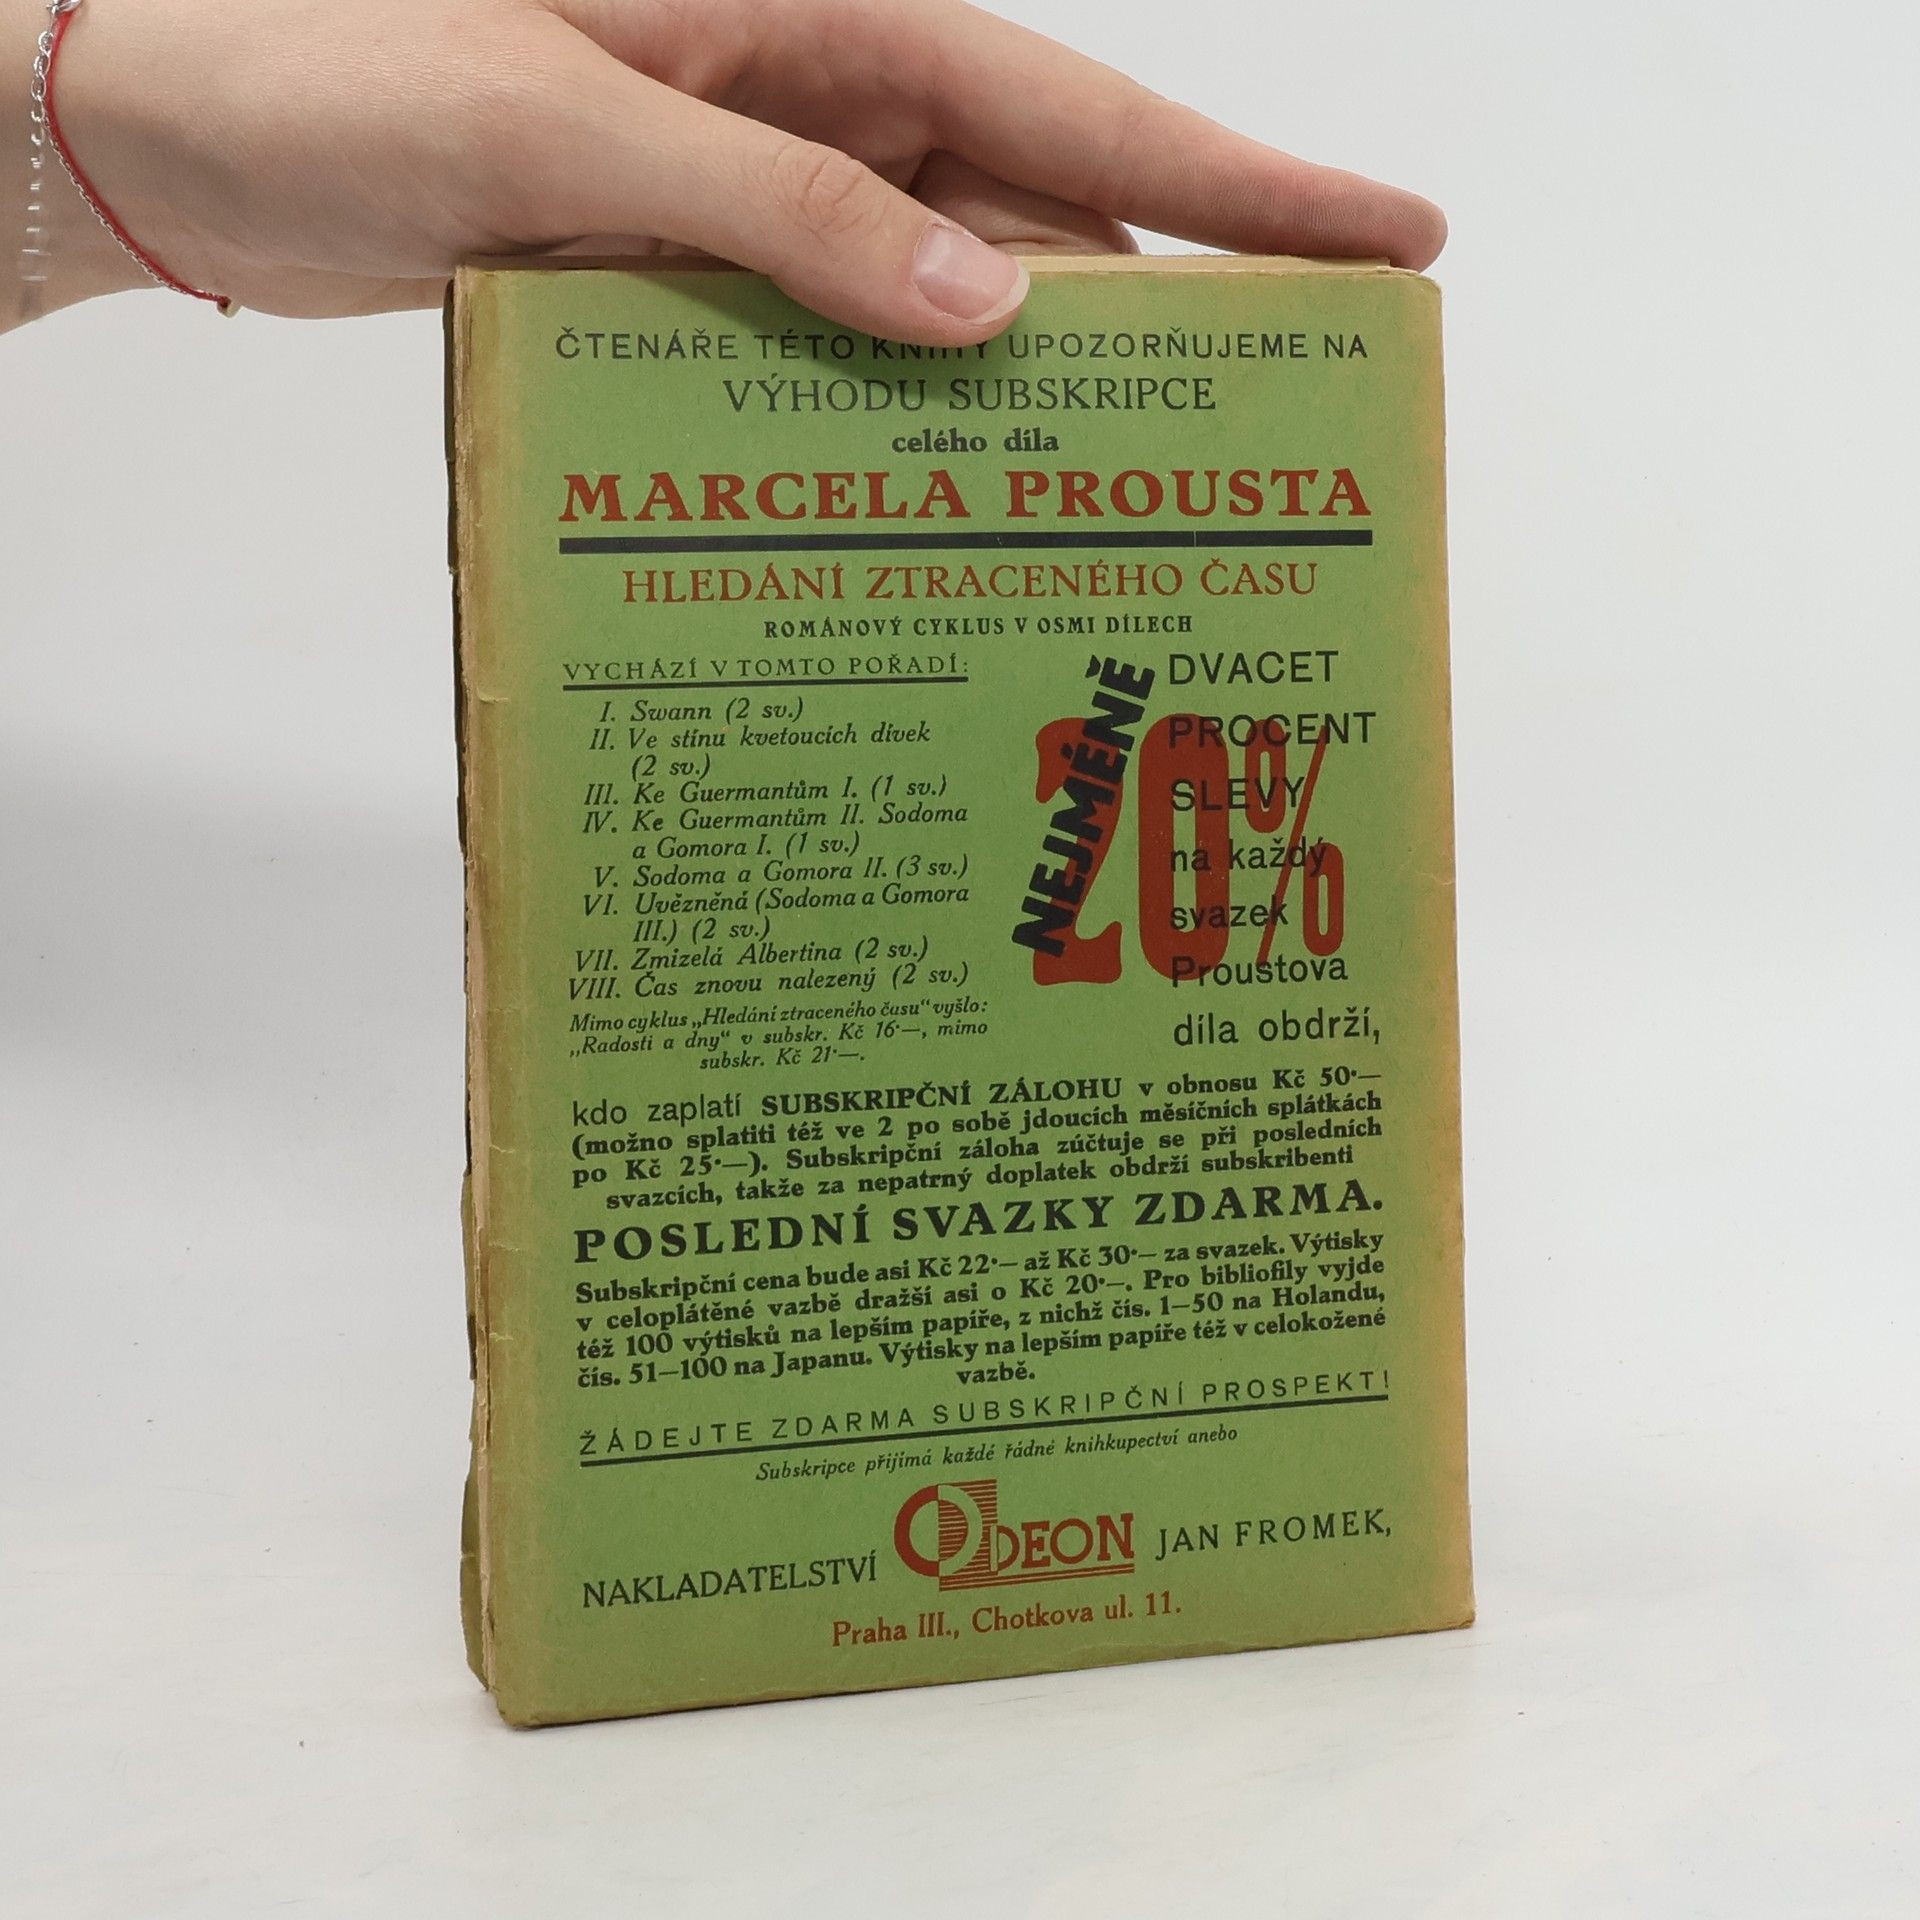 ČTENÁŘE TÉTO KNIHY UPOZORŇUJEME NA
VÝHODU SUBSKRIPCE
celého díla
MARCELA PROUSTA
HLEDÁNÍ ZTRACENÉHO ČASU
ROMÁNOVÝ CYKLUS V OSMI DÍLECH
VYCHÁZÍ V TOMTO POŘADÍ:
I. Swann (2 sv.)
II. Ve stínu kvetoucích dívek
(2 sv.)
III. Ke Guermantům I. (1 sv.)
IV. Ke Guermantům II. Sodoma
a Gomora I. (1 sv.)
V. Sodoma a Gomora II. (3 sv.)
VI. Uvězněná (Sodoma a Gomora
III.) (2 sv.)
VII. Zmizelá Albertina (2 sv.)
VIII. Čas znovu nalezený (2 sv.)
Mimo cyklus „Hledání ztraceného času" vyšlo:
„Radosti a dny" v subskr. Kč 16·—, mimo
subskr. Kč 21·—.
NEJMÉNĚ
20%
DVACET
PROCENT
SLEVY
na každý
svazek
Proustova
díla obdrží,
kdo zaplatí SUBSKRIPČNÍ ZÁLOHU v obnosu Kč 50·—
(možno splatiti též ve 2 po sobě jdoucích měsíčních splátkách
po Kč 25·—). Subskripční záloha zúčtuje se při posledních
svazcích, takže za nepatrný doplatek obdrží subskribenti
POSLEDNÍ SVAZKY ZDARMA.
Subskripční cena bude asi Kč 22·— až Kč 30·— za svazek. Výtisky
v celoplátěné vazbě dražší asi o Kč 20·—. Pro bibliofily vyjde
též 100 výtisků na lepším papíře, z nichž čís. 1—50 na Holandu,
čís. 51—100 na Japanu. Výtisky na lepším papíře též v celokožené
vazbě.
ŽÁDEJTE ZDARMA SUBSKRIPČNÍ PROSPEKT!
Subskripce přijímá každé řádné knihkupectví anebo
NAKLADATELSTVÍ ODEON JAN FROMEK,
Praha III., Chotkova ul. 11.